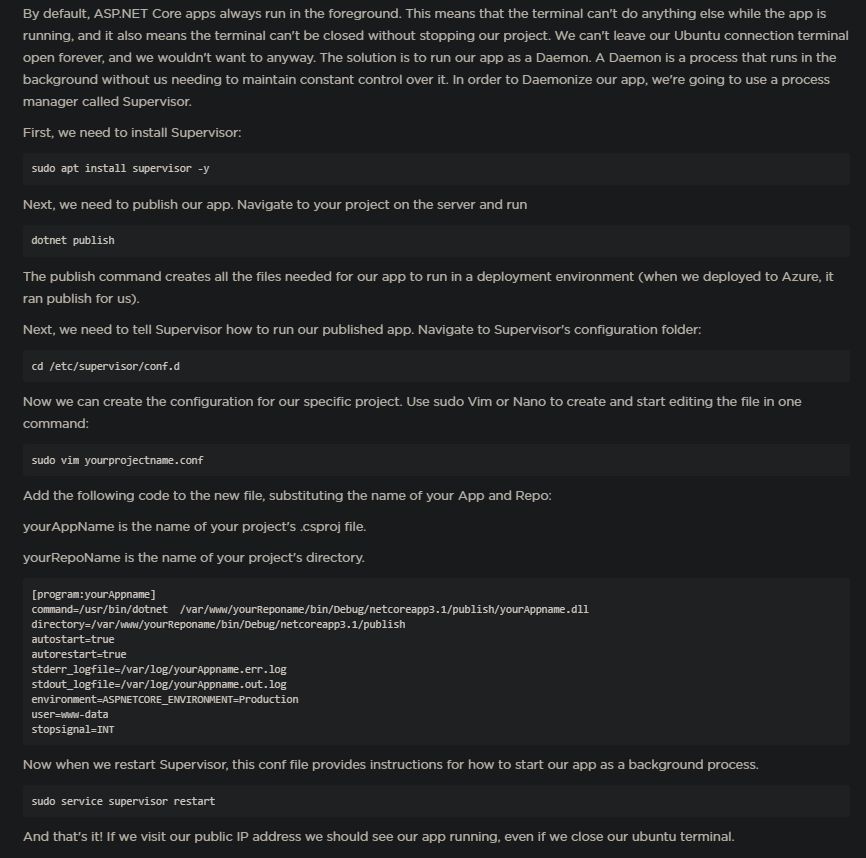 By default, ASP.NET Core apps always run in the foreground. This means that the terminal can't do anything else while the app is
running, and it also means the terminal can't be closed without stopping our project. We can't leave our Ubuntu connection terminal
open forever, and we wouldn't want to anyway. The solution is to run our app as a Daemon. A Daemon is a process that runs in the
background without us needing to maintain constant control over it. In order to Daemonize our app, we're going to use a process
manager called Supervisor.
First, we need to install Supervisor:
sudo apt install supervisor -y
Next, we need to publish our app. Navigate to your project on the server and run
dotnet publish
The publish command creates all the files needed for our app to run in a deployment environment (when we deployed to Azure, it
ran publish for us).
Next, we need to tell Supervisor how to run our published app. Navigate to Supervisor's configuration folder:
cd /etc/supervisor/conf.d
Now we can create the configuration for our specific project. Use sudo Vim or Nano to create and start editing the file in one
command:
sudo vim yourprojectname.conf
Add the following code to the new file, substituting the name of your App and Repo:
yourAppName is the name of your project's .csproj file.
yourRepoName is the name of your project's directory.
[program:yourAppname]
command=/usr/bin/dotnet  /var/www/yourReponame/bin/Debug/netcoreapp3.1/publish/yourAppname.dll
directory=/var/www/yourReponame/bin/Debug/netcoreapp3.1/publish
autostart=true
autorestart=true
stderr_logfile=/var/log/yourAppname.err.log
stdout_logfile=/var/log/yourAppname.out.log
environment=ASPNETCORE_ENVIRONMENT=Production
user=www-data
stopsignal=INT
Now when we restart Supervisor, this conf file provides instructions for how to start our app as a background process.
sudo service supervisor restart
And that's it! If we visit our public IP address we should see our app running, even if we close our ubuntu terminal.